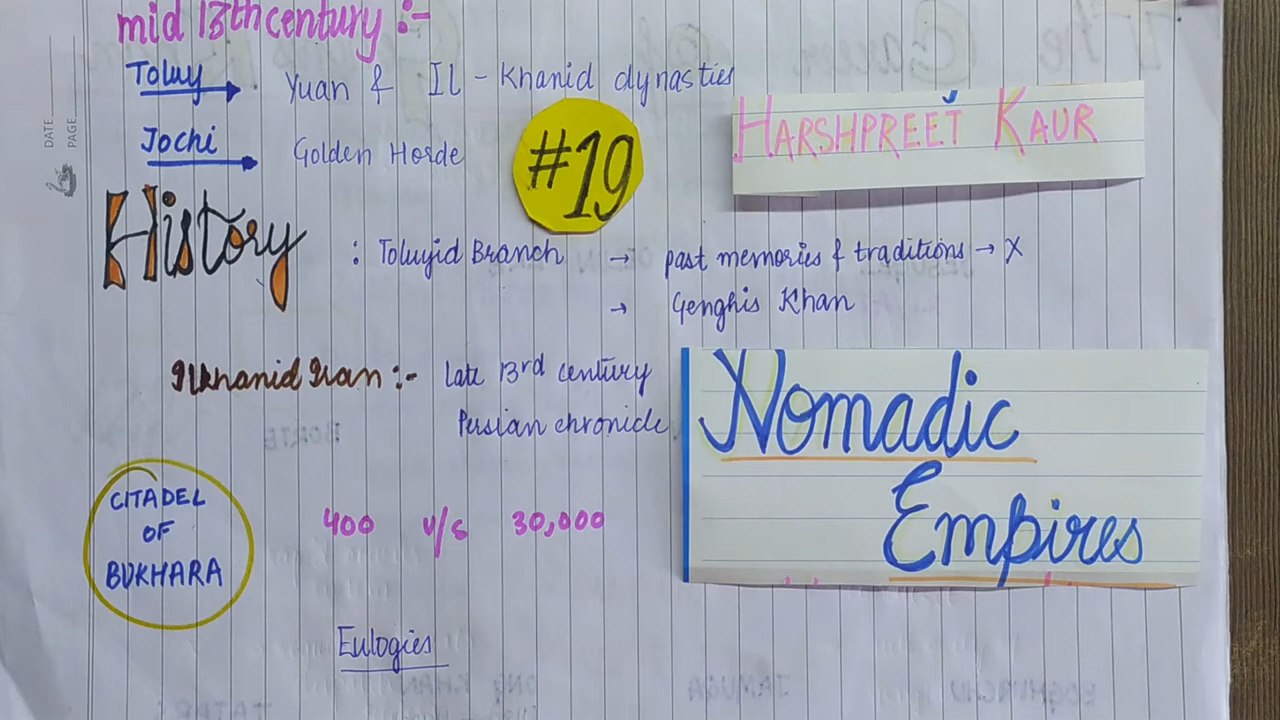 mid 13th century :-
DATE
PAGE
Toluy → Yuan & Il - Khanid dynasties
Jochi → Golden Horde
#19
HARSHPREET KAUR
History
: Toluyid Branch → past memories & traditions → X
→ Genghis Khan
Ilkhanid Iran :- Late 13rd century
Persian chronicle
Nomadic
Empires
CITADEL
OF
BUKHARA
400 v/s 30,000
Eulogies